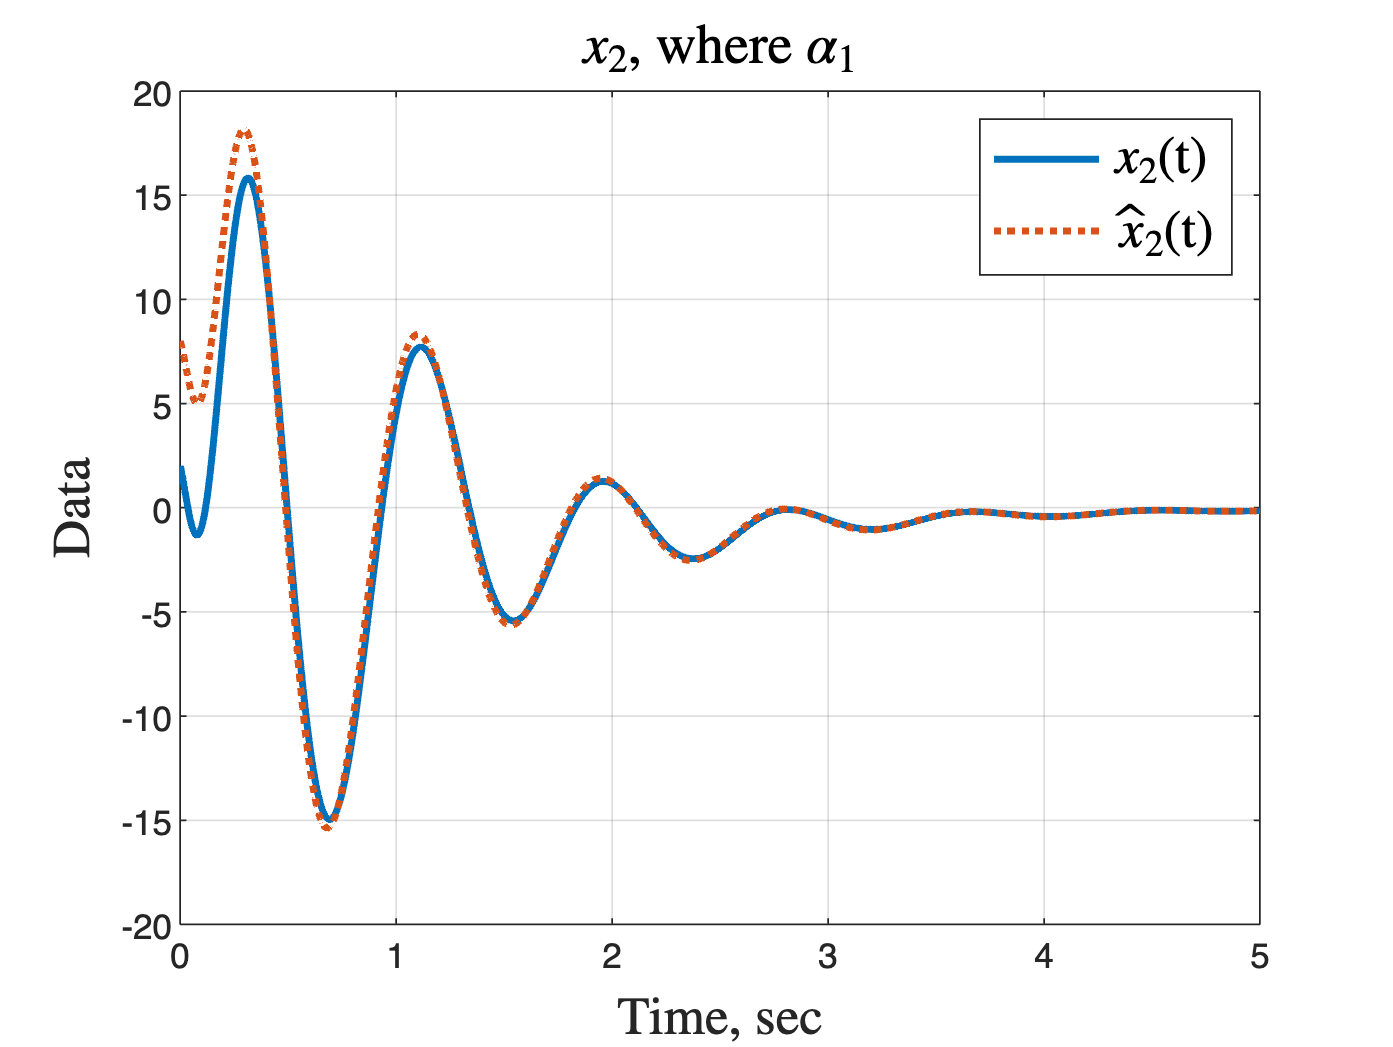 x₂, where α₁
20
15
10
5
0
-5
-10
-15
-20
Data
0 1 2 3 4 5
Time, sec
x₂(t)
x̂₂(t)